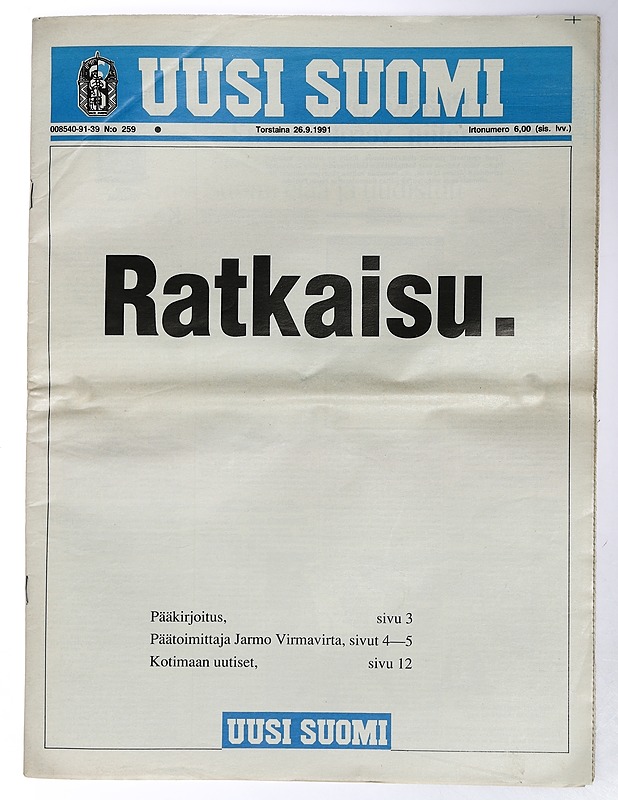 UUSI SUOMI
008540-91-39 N:o 259 ● Torstaina 26.9.1991 Irtonumero 6,00 (sis. lvv.)
Ratkaisu.
Pääkirjoitus, sivu 3
Päätoimittaja Jarmo Virmavirta, sivut 4—5
Kotimaan uutiset, sivu 12
UUSI SUOMI